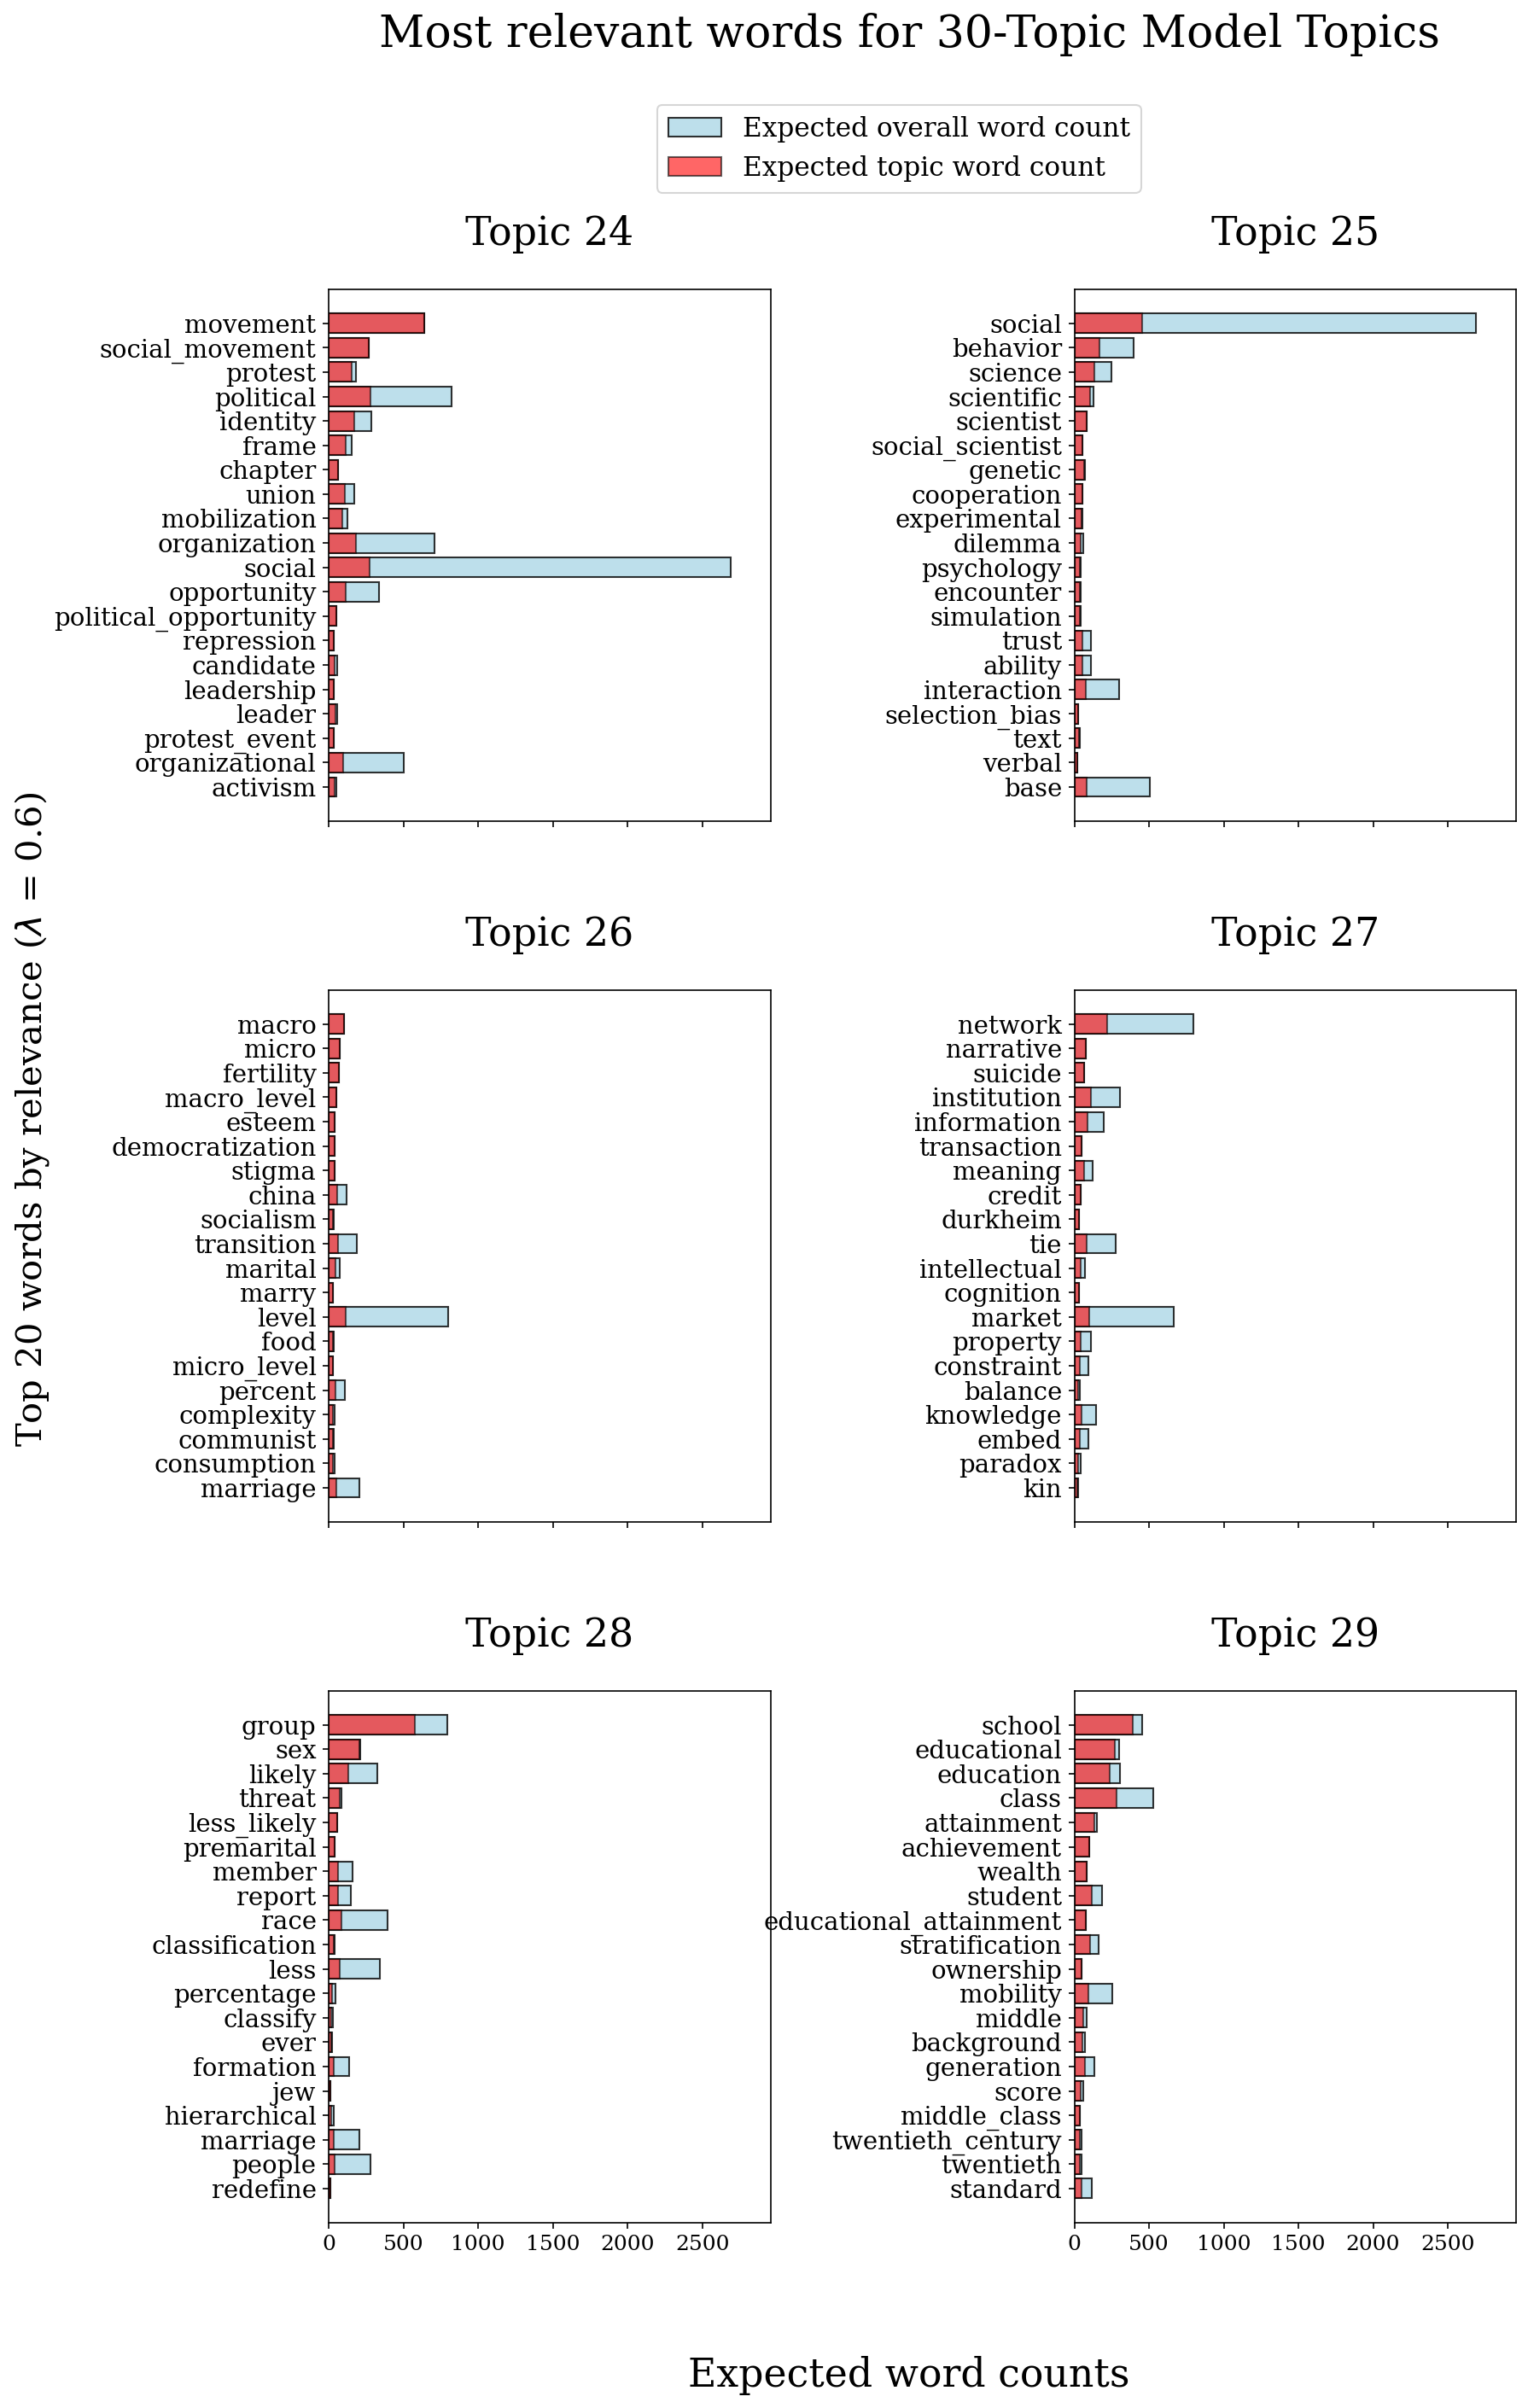 Most relevant words for 30-Topic Model Topics
Expected overall word count
Expected topic word count
Top 20 words by relevance (λ = 0.6)
Topic 24
movement
social_movement
protest
political
identity
frame
chapter
union
mobilization
organization
social
opportunity
political_opportunity
repression
candidate
leadership
leader
protest_event
organizational
activism
Topic 25
social
behavior
science
scientific
scientist
social_scientist
genetic
cooperation
experimental
dilemma
psychology
encounter
simulation
trust
ability
interaction
selection_bias
text
verbal
base
Topic 26
macro
micro
fertility
macro_level
esteem
democratization
stigma
china
socialism
transition
marital
marry
level
food
micro_level
percent
complexity
communist
consumption
marriage
Topic 27
network
narrative
suicide
institution
information
transaction
meaning
credit
durkheim
tie
intellectual
cognition
market
property
constraint
balance
knowledge
embed
paradox
kin
Topic 28
group
sex
likely
threat
less_likely
premarital
member
report
race
classification
less
percentage
classify
ever
formation
jew
hierarchical
marriage
people
redefine
0 500 1000 1500 2000 2500
Topic 29
school
educational
education
class
attainment
achievement
wealth
student
educational_attainment
stratification
ownership
mobility
middle
background
generation
score
middle_class
twentieth_century
twentieth
standard
0 500 1000 1500 2000 2500
Expected word counts